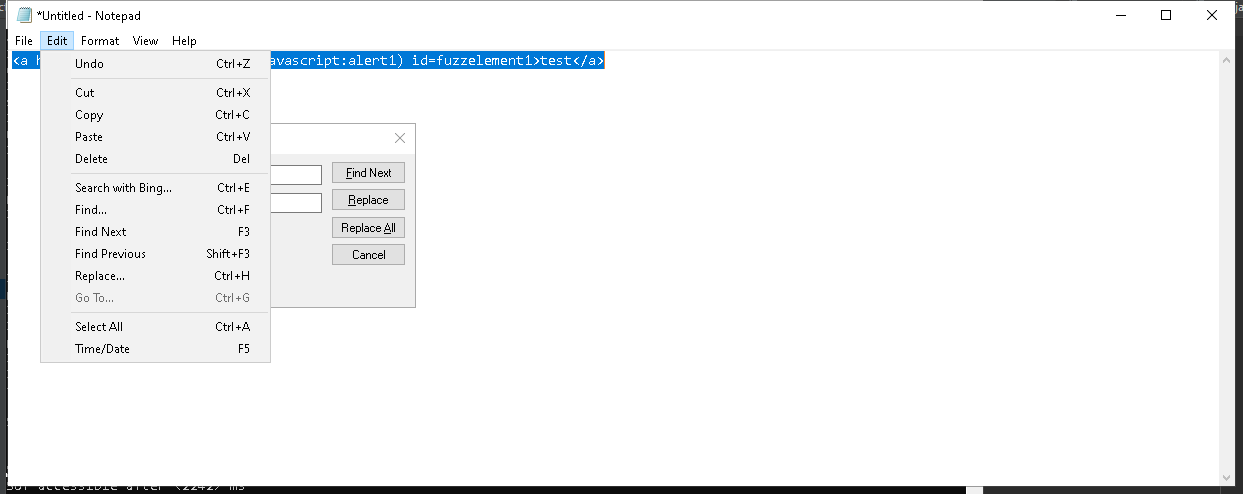 *Untitled - Notepad
File Edit Format View Help
<a h avascript:alert1) id=fuzzelement1>test</a>
Undo Ctrl+Z
Cut Ctrl+X
Copy Ctrl+C
Paste Ctrl+V
Delete Del
Search with Bing... Ctrl+E
Find... Ctrl+F
Find Next F3
Find Previous Shift+F3
Replace... Ctrl+H
Go To... Ctrl+G
Select All Ctrl+A
Time/Date F5
Find Next
Replace
Replace All
Cancel
accessible after <2242> ms